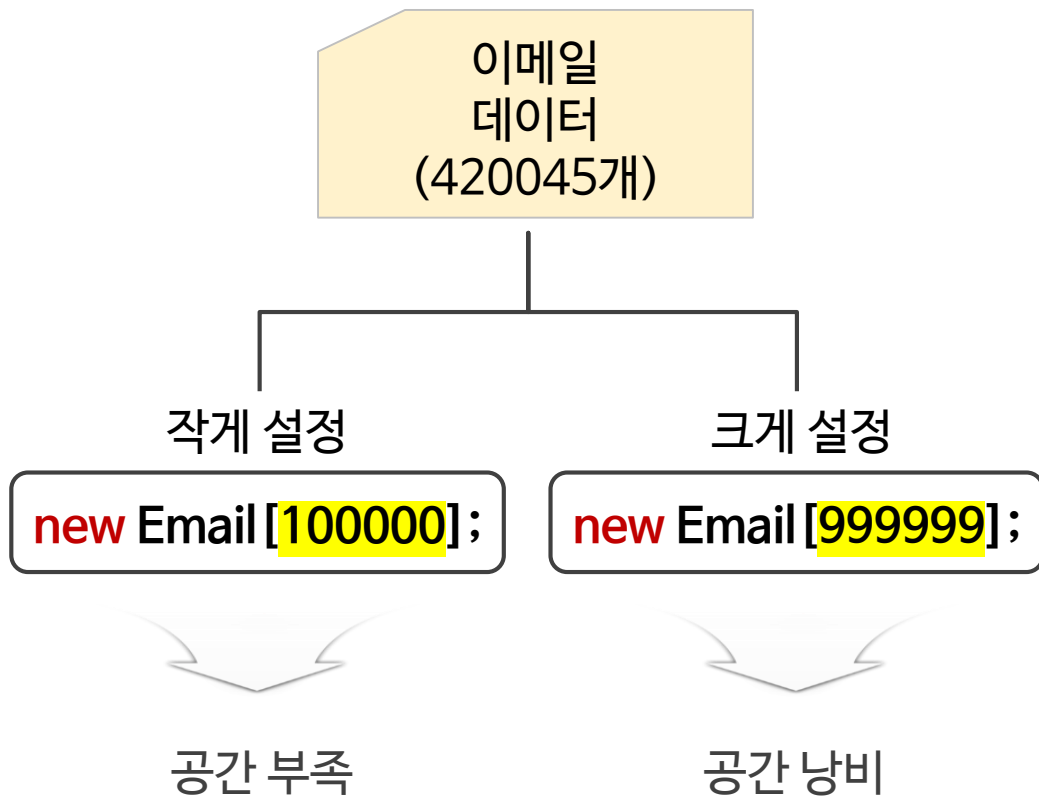 이메일
데이터
(420045개)
작게 설정
크게 설정
new Email [100000];
new Email [999999];
공간 부족
공간 낭비